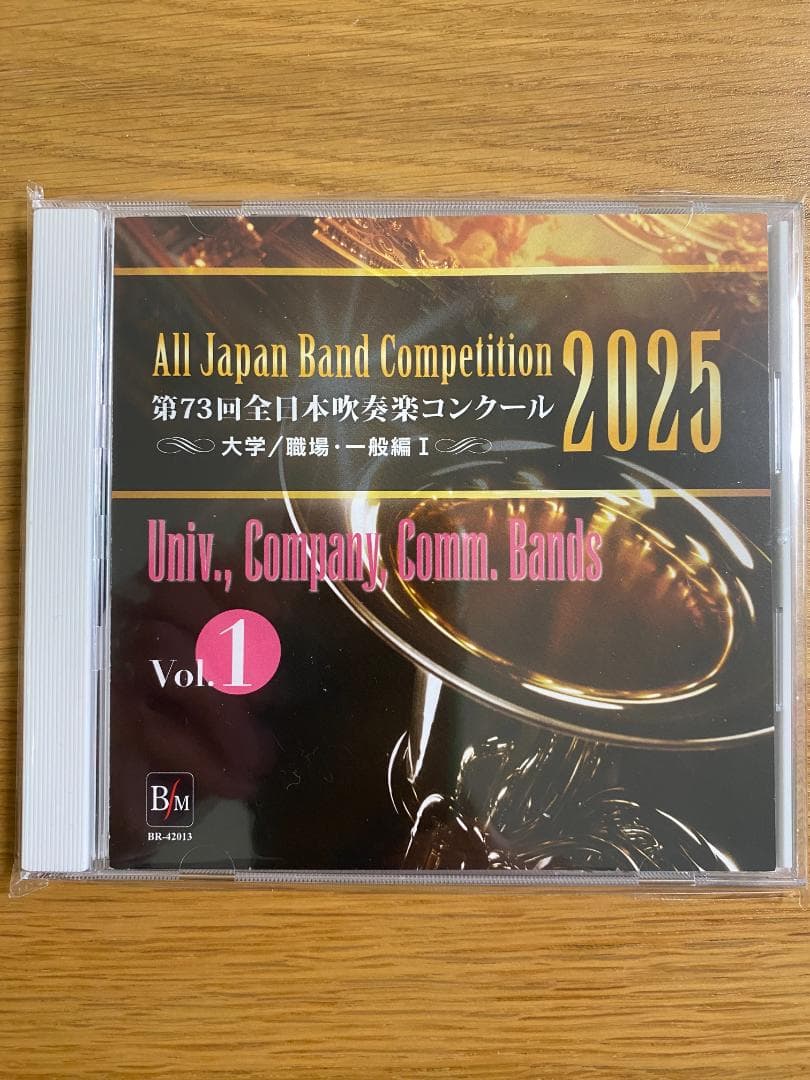 All Japan Band Competition 2025
第73回全日本吹奏楽コンクール
大学/職場・一般編 I
Univ., Company, Comm. Bands
Vol. 1
BfM
BR-42013